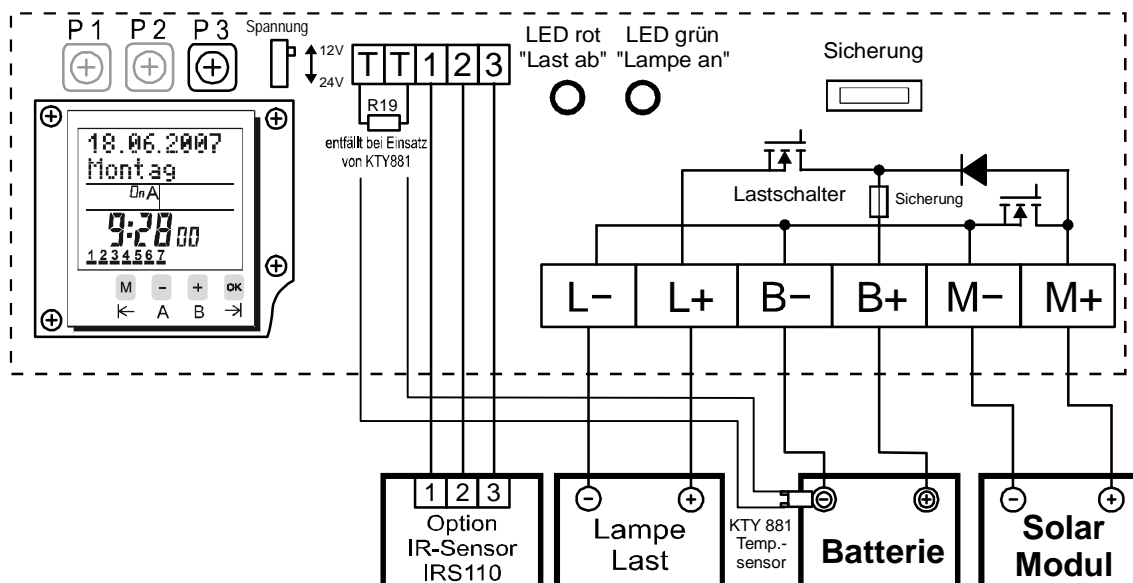 P 1 P 2 P 3 Spannung
12V
24V
T T 1 2 3
LED rot
"Last ab"
LED grün
"Lampe an"
Sicherung
R19
entfällt bei Einsatz
von KTY881
18.06.2007
Montag
On A
9:28 00
1 2 3 4 5 6 7
M - + OK
A B
Lastschalter
Sicherung
L− L+ B− B+ M− M+
1 2 3
Option
IR-Sensor
IRS110
− +
Lampe
Last
KTY 881
Temp.-
sensor
− +
Batterie
− +
Solar
Modul